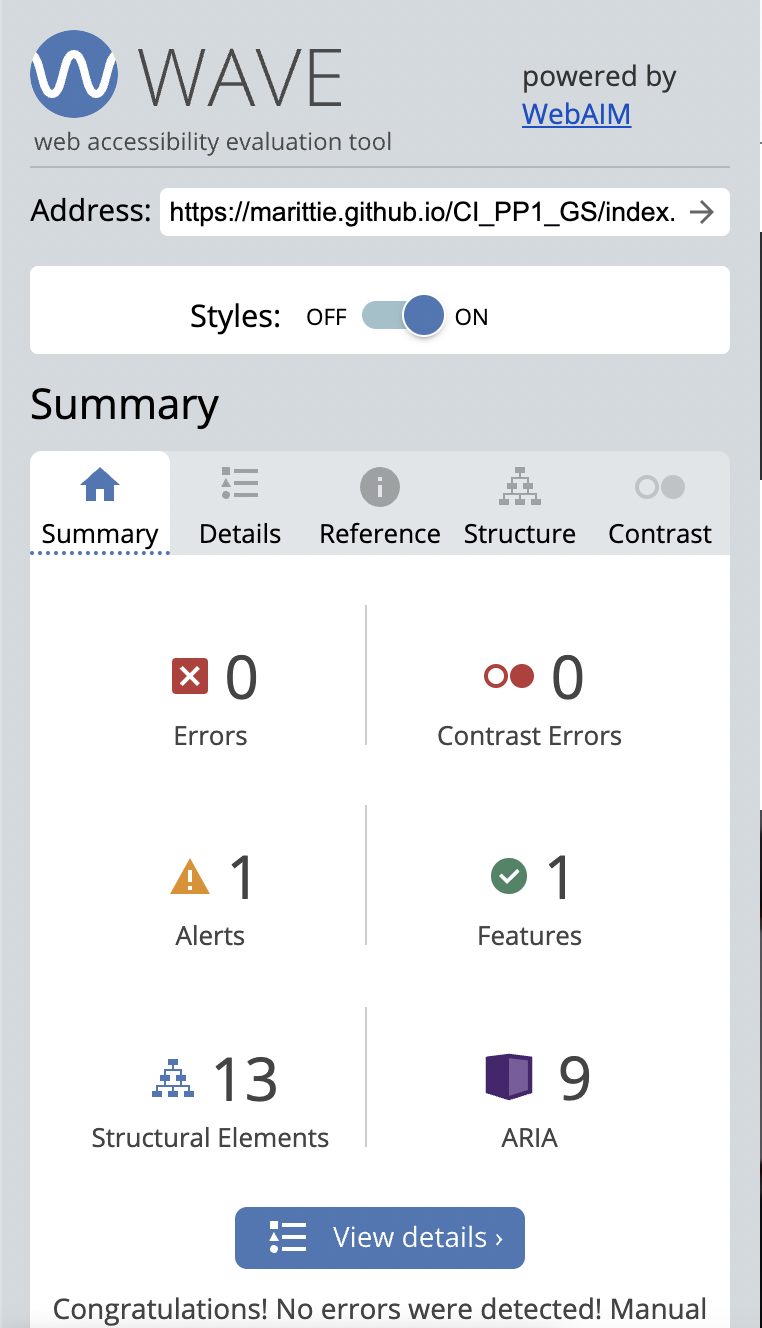 WAVE
powered by
WebAIM
web accessibility evaluation tool
Address: https://marittie.github.io/CI_PP1_GS/index.
Styles: OFF ON
Summary
Summary Details Reference Structure Contrast
0 0
Errors Contrast Errors
1 1
Alerts Features
13 9
Structural Elements ARIA
View details ›
Congratulations! No errors were detected! Manual